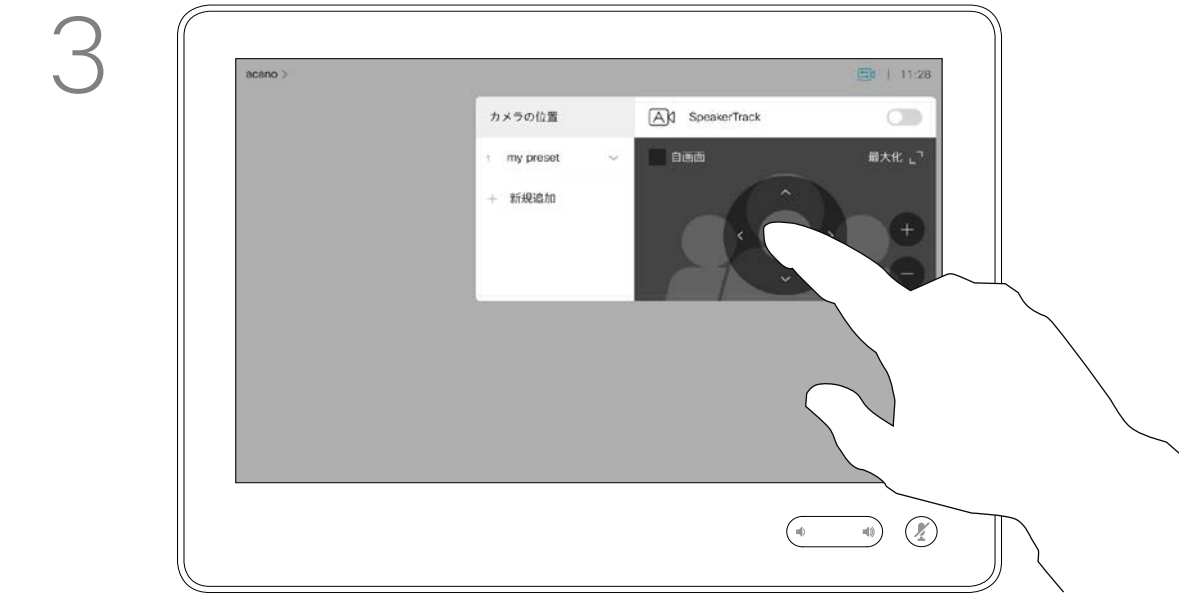 3
acano >
11:28
カメラの位置
SpeakerTrack
1 my preset
自画面
最大化
+ 新規追加